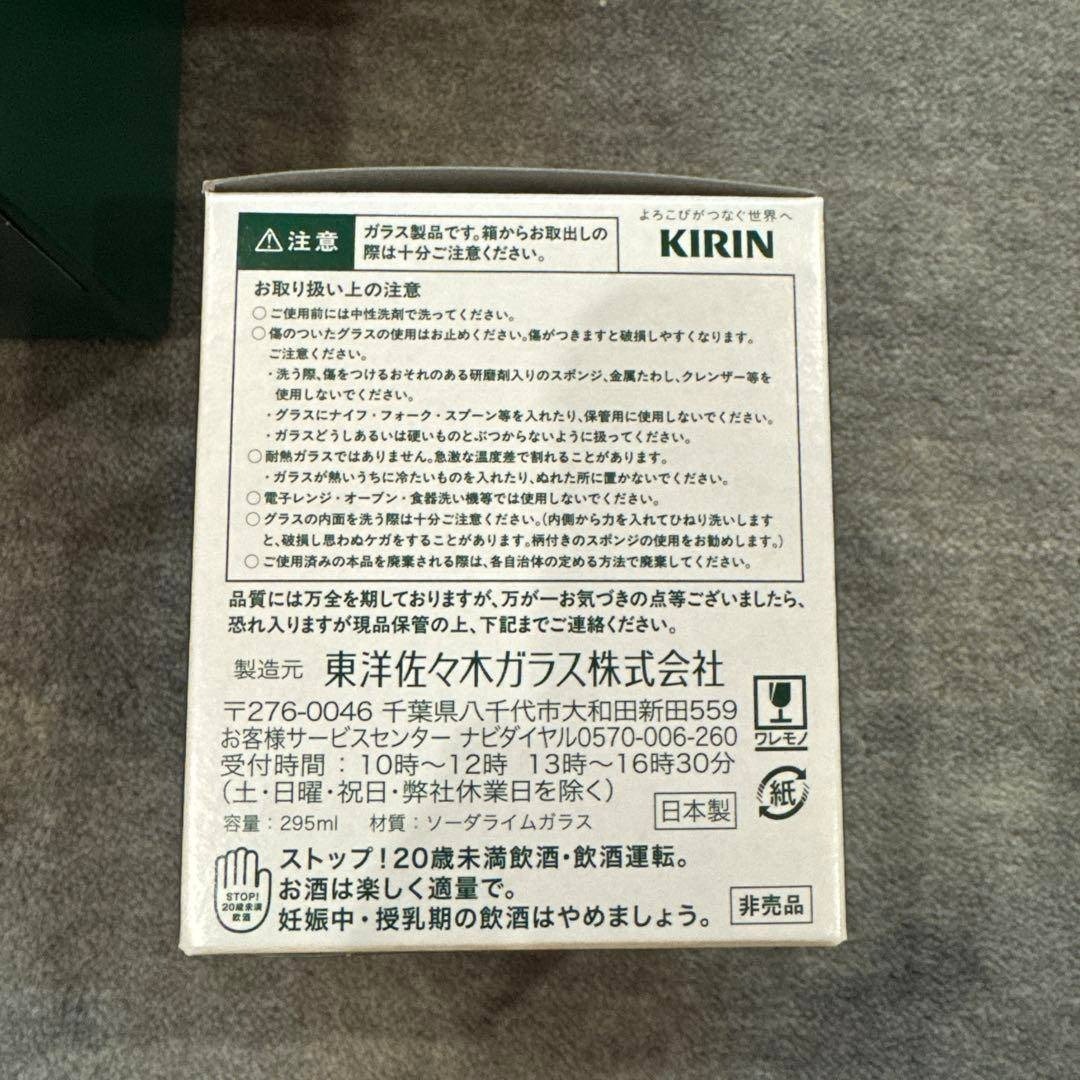 注意
ガラス製品です。箱からお取出しの
際は十分ご注意ください。
よろこびがつなぐ世界へ
KIRIN
お取り扱い上の注意
○ご使用前には中性洗剤で洗ってください。
○傷のついたグラスの使用はお止めください。傷がつきますと破損しやすくなります。
ご注意ください。
・洗う際、傷をつけるおそれのある研磨剤入りのスポンジ、金属たわし、クレンザー等を
使用しないでください。
・グラスにナイフ・フォーク・スプーン等を入れたり、保管用に使用しないでください。
・ガラスどうしあるいは硬いものとぶつからないように扱ってください。
○耐熱ガラスではありません。急激な温度差で割れることがあります。
・ガラスが熱いうちに冷たいものを入れたり、ぬれた所に置かないでください。
○電子レンジ・オーブン・食器洗い機等では使用しないでください。
○グラスの内面を洗う際は十分ご注意ください。(内側から力を入れてひねり洗いします
と、破損し思わぬケガをすることがあります。柄付きのスポンジの使用をお勧めします。)
○ご使用済みの本品を廃棄される際は、各自治体の定める方法で廃棄してください。
品質には万全を期しておりますが、万が一お気づきの点等ございましたら、
恐れ入りますが現品保管の上、下記までご連絡ください。
製造元 東洋佐々木ガラス株式会社
〒276-0046 千葉県八千代市大和田新田559
お客様サービスセンター ナビダイヤル0570-006-260
受付時間：10時〜12時 13時〜16時30分
(土・日曜・祝日・弊社休業日を除く)
ワレモノ
紙
日本製
容量：295ml 材質：ソーダライムガラス
STOP!
20歳未満
飲酒
ストップ！20歳未満飲酒・飲酒運転。
お酒は楽しく適量で。
妊娠中・授乳期の飲酒はやめましょう。
非売品